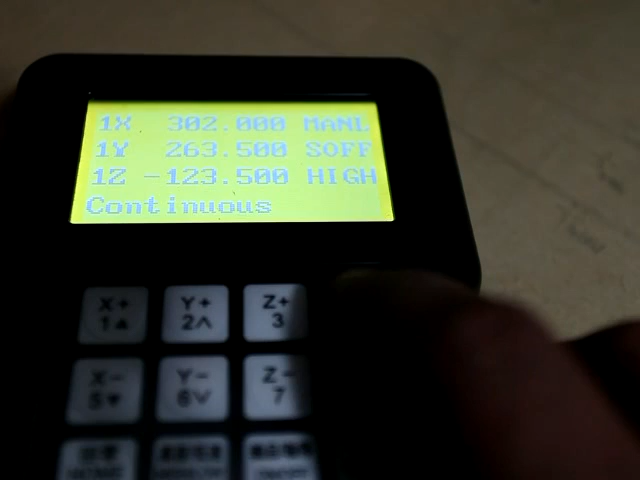 1X 302.000 MANL
1Y 263.500 SOFF
1Z -123.500 HIGH
Continuous
X+ Y+ Z+
1▲ 2∧ 3
X- Y- Z-
5▼ 6∨ 7
HOME